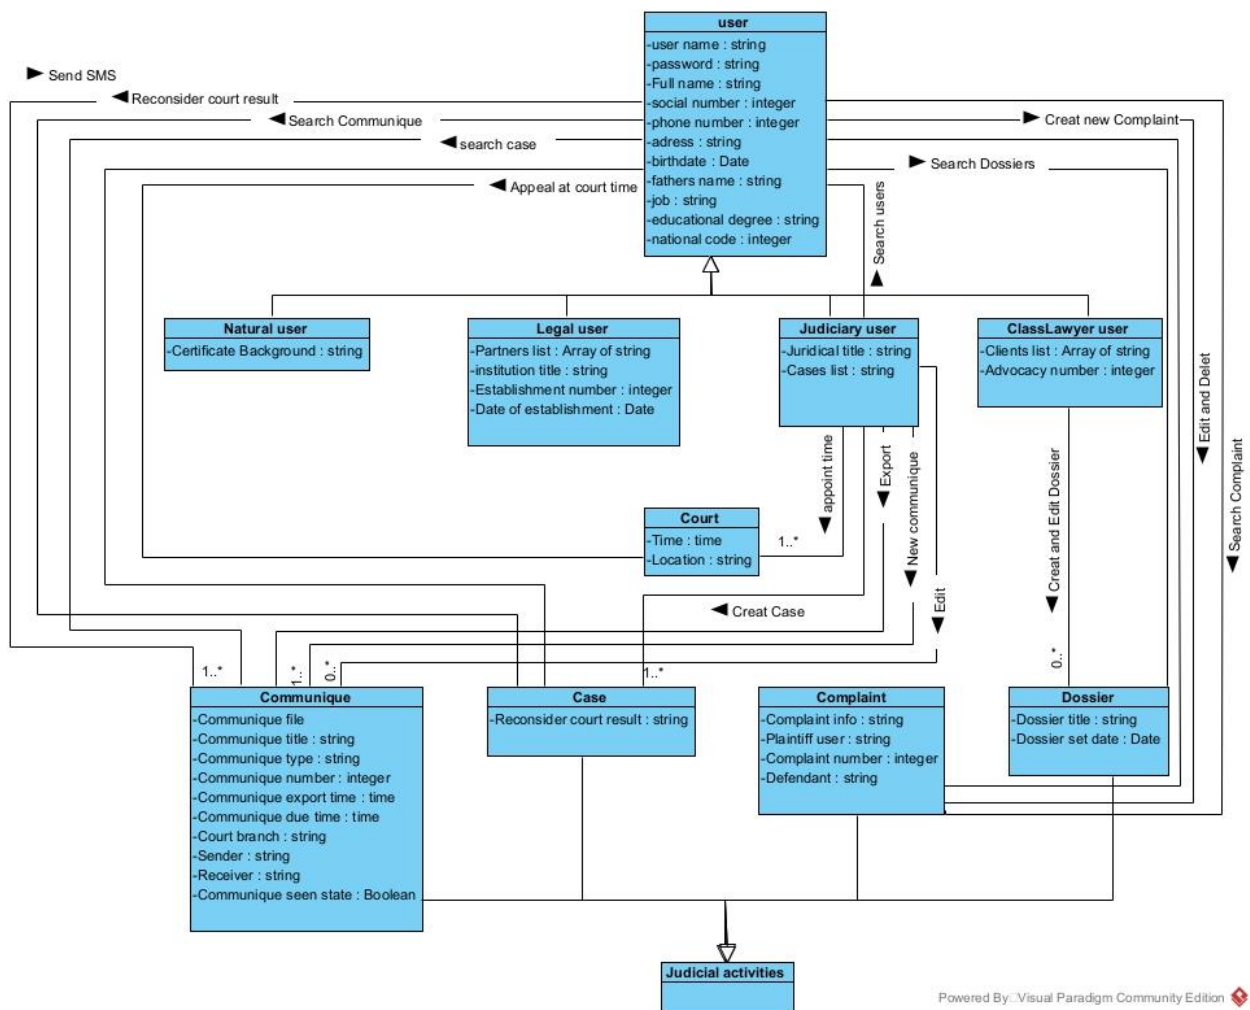 user
-user name : string
-password : string
-Full name : string
-social number : integer
-phone number : integer
-adress : string
-birthdate : Date
-fathers name : string
-job : string
-educational degree : string
-national code : integer
Send SMS
Reconsider court result
Search Communique
search case
Appeal at court time
Creat new Complaint
Search Dossiers
Search users
Natural user
-Certificate Background : string
Legal user
-Partners list : Array of string
-institution title : string
-Establishment number : integer
-Date of establishment : Date
Judiciary user
-Juridical title : string
-Cases list : string
ClassLawyer user
-Clients list : Array of string
-Advocacy number : integer
Edit and Delet
Search Complaint
appoint time
Export
New communique
Edit
Creat and Edit Dossier
Court
-Time : time
-Location : string
1..*
Creat Case
1..*
1..*
0..*
1..*
0..*
Communique
-Communique file
-Communique title : string
-Communique type : string
-Communique number : integer
-Communique export time : time
-Communique due time : time
-Court branch : string
-Sender : string
-Receiver : string
-Communique seen state : Boolean
Case
-Reconsider court result : string
Complaint
-Complaint info : string
-Plaintiff user : string
-Complaint number : integer
-Defendant : string
Dossier
-Dossier title : string
-Dossier set date : Date
Judicial activities
Powered By Visual Paradigm Community Edition